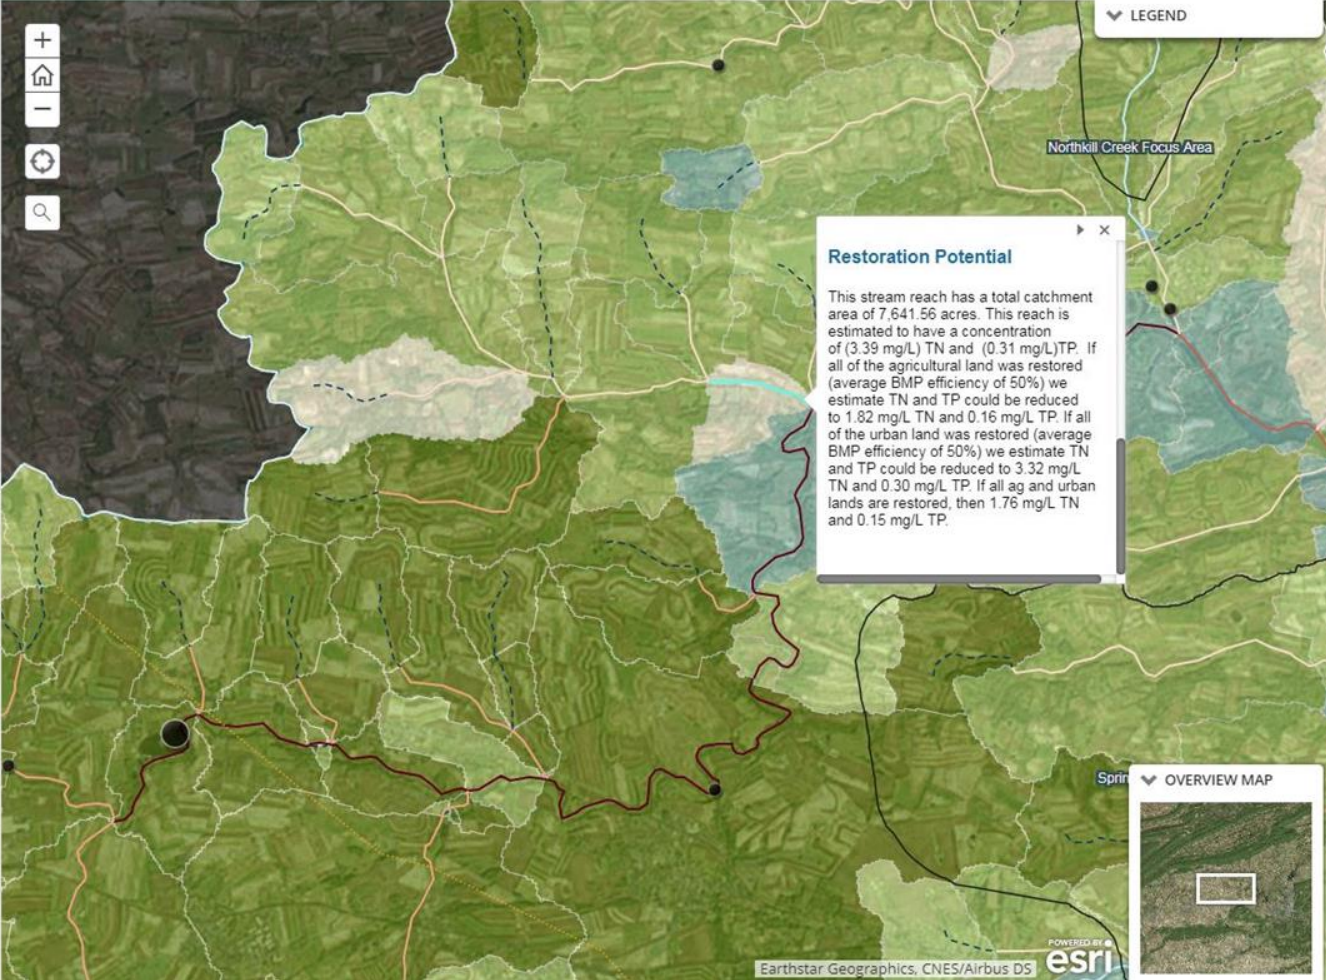 LEGEND
Northkill Creek Focus Area
Restoration Potential
This stream reach has a total catchment
area of 7,641.56 acres. This reach is
estimated to have a concentration
of (3.39 mg/L) TN and (0.31 mg/L)TP. If
all of the agricultural land was restored
(average BMP efficiency of 50%) we
estimate TN and TP could be reduced
to 1.82 mg/L TN and 0.16 mg/L TP. If all
of the urban land was restored (average
BMP efficiency of 50%) we estimate TN
and TP could be reduced to 3.32 mg/L
TN and 0.30 mg/L TP. If all ag and urban
lands are restored, then 1.76 mg/L TN
and 0.15 mg/L TP.
Sprin
OVERVIEW MAP
POWERED BY
esri
Earthstar Geographics, CNES/Airbus DS